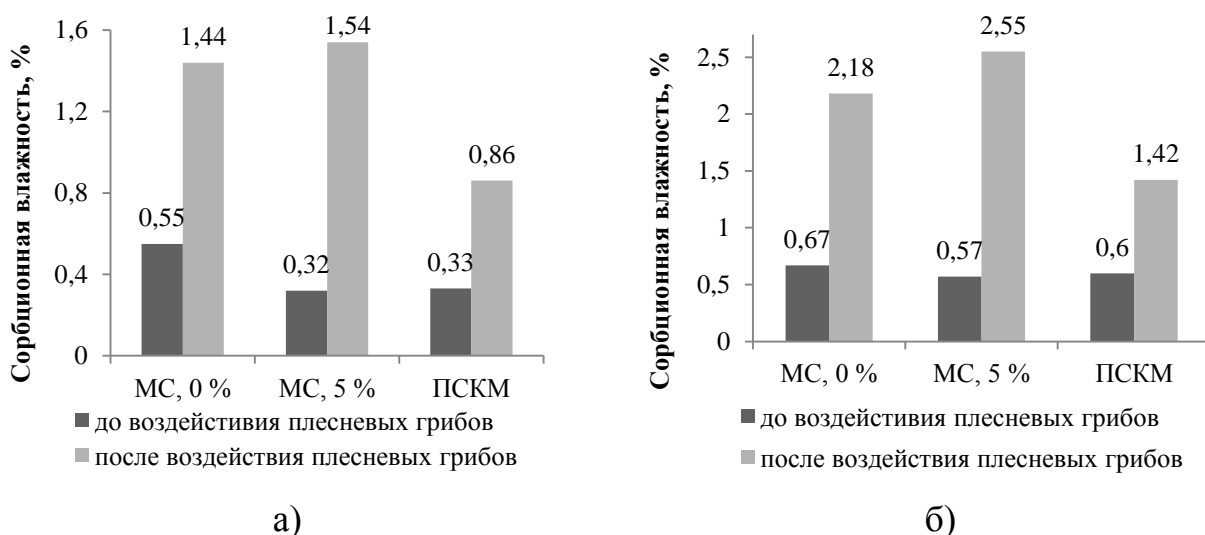 Сорбционная влажность, %
1,6
1,2
0,8
0,4
0
1,44
1,54
0,86
0,55
0,32
0,33
МС, 0 %
МС, 5 %
ПСКМ
до воздейстивия плесневых грибов
после воздействия плесневых грибов
а)
Сорбционная влажность, %
2,5
2
1,5
1
0,5
0
2,18
2,55
1,42
0,67
0,57
0,6
МС, 0 %
МС, 5 %
ПСКМ
до воздействия плесневых грибов
после воздействия плесневых грибов
б)